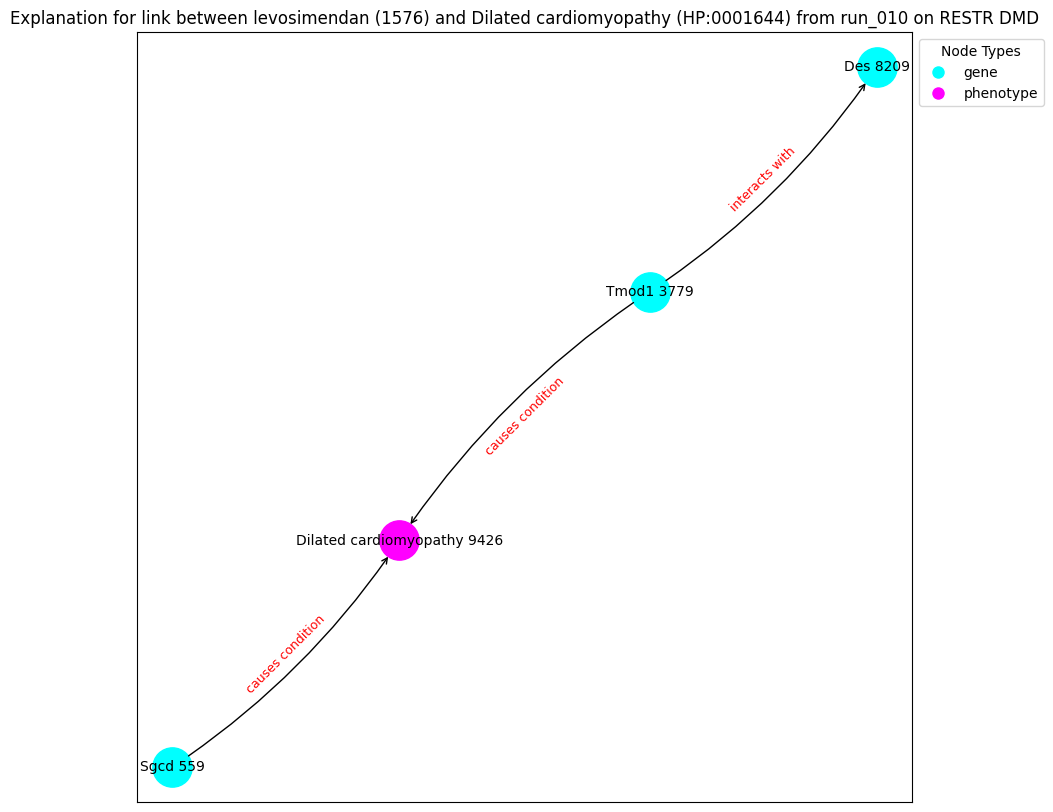 Explanation for link between levosimendan (1576) and Dilated cardiomyopathy (HP:0001644) from run_010 on RESTR DMD
Node Types
gene
phenotype
Des 8209
interacts with
Tmod1 3779
causes condition
Dilated cardiomyopathy 9426
causes condition
Sgcd 559